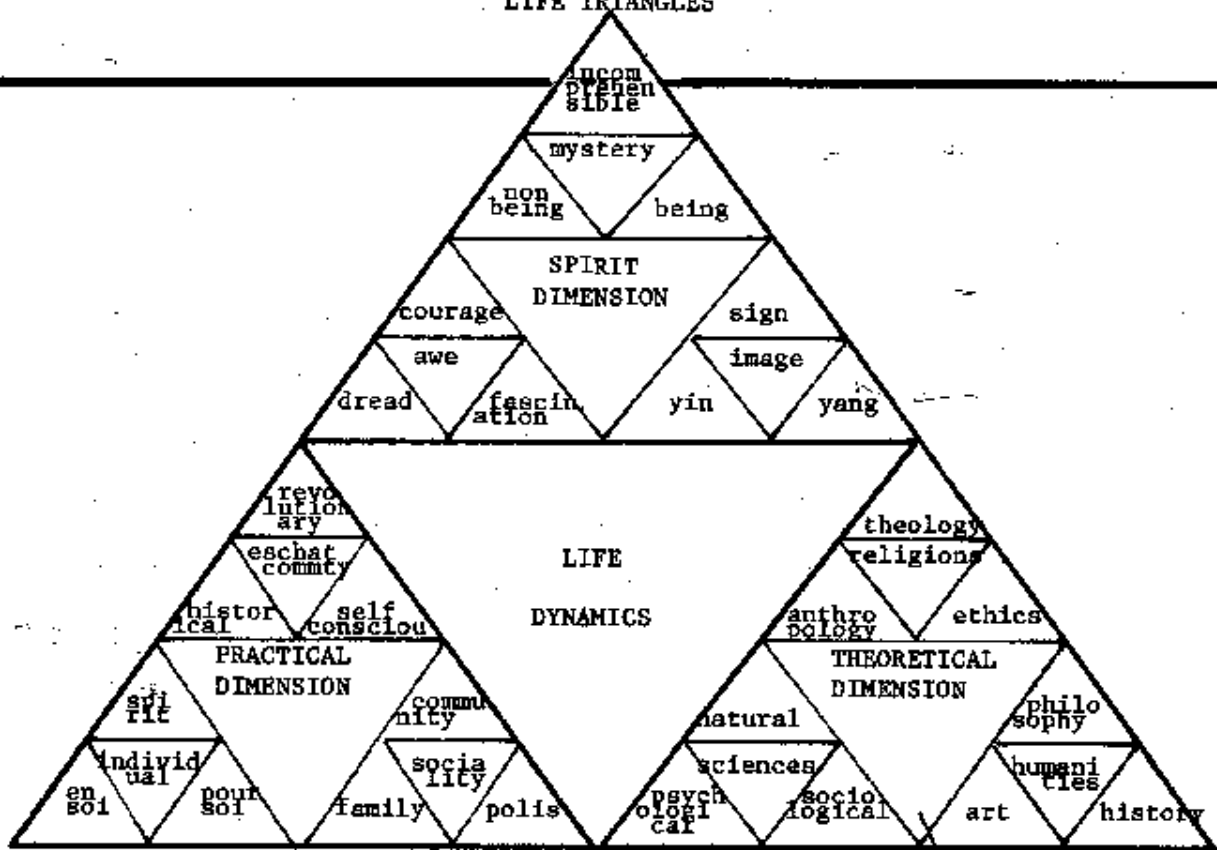 LIFE TRIANGLES
incom
prehen
sible
mystery
non
being
being
SPIRIT
DIMENSION
courage
sign
awe
image
dread
fascin
ation
yin
yang
revo
lution
ary
theology
eschat
commty
religions
LIFE
DYNAMICS
histor
ical
self
consciou
anthro
pology
ethics
PRACTICAL
DIMENSION
THEORETICAL
DIMENSION
spi
rit
commu
nity
natural
philo
sophy
individ
ual
socia
lity
sciences
humani
ties
en
soi
pour
soi
family
polis
psych
ologi
cal
socio
logical
art
history